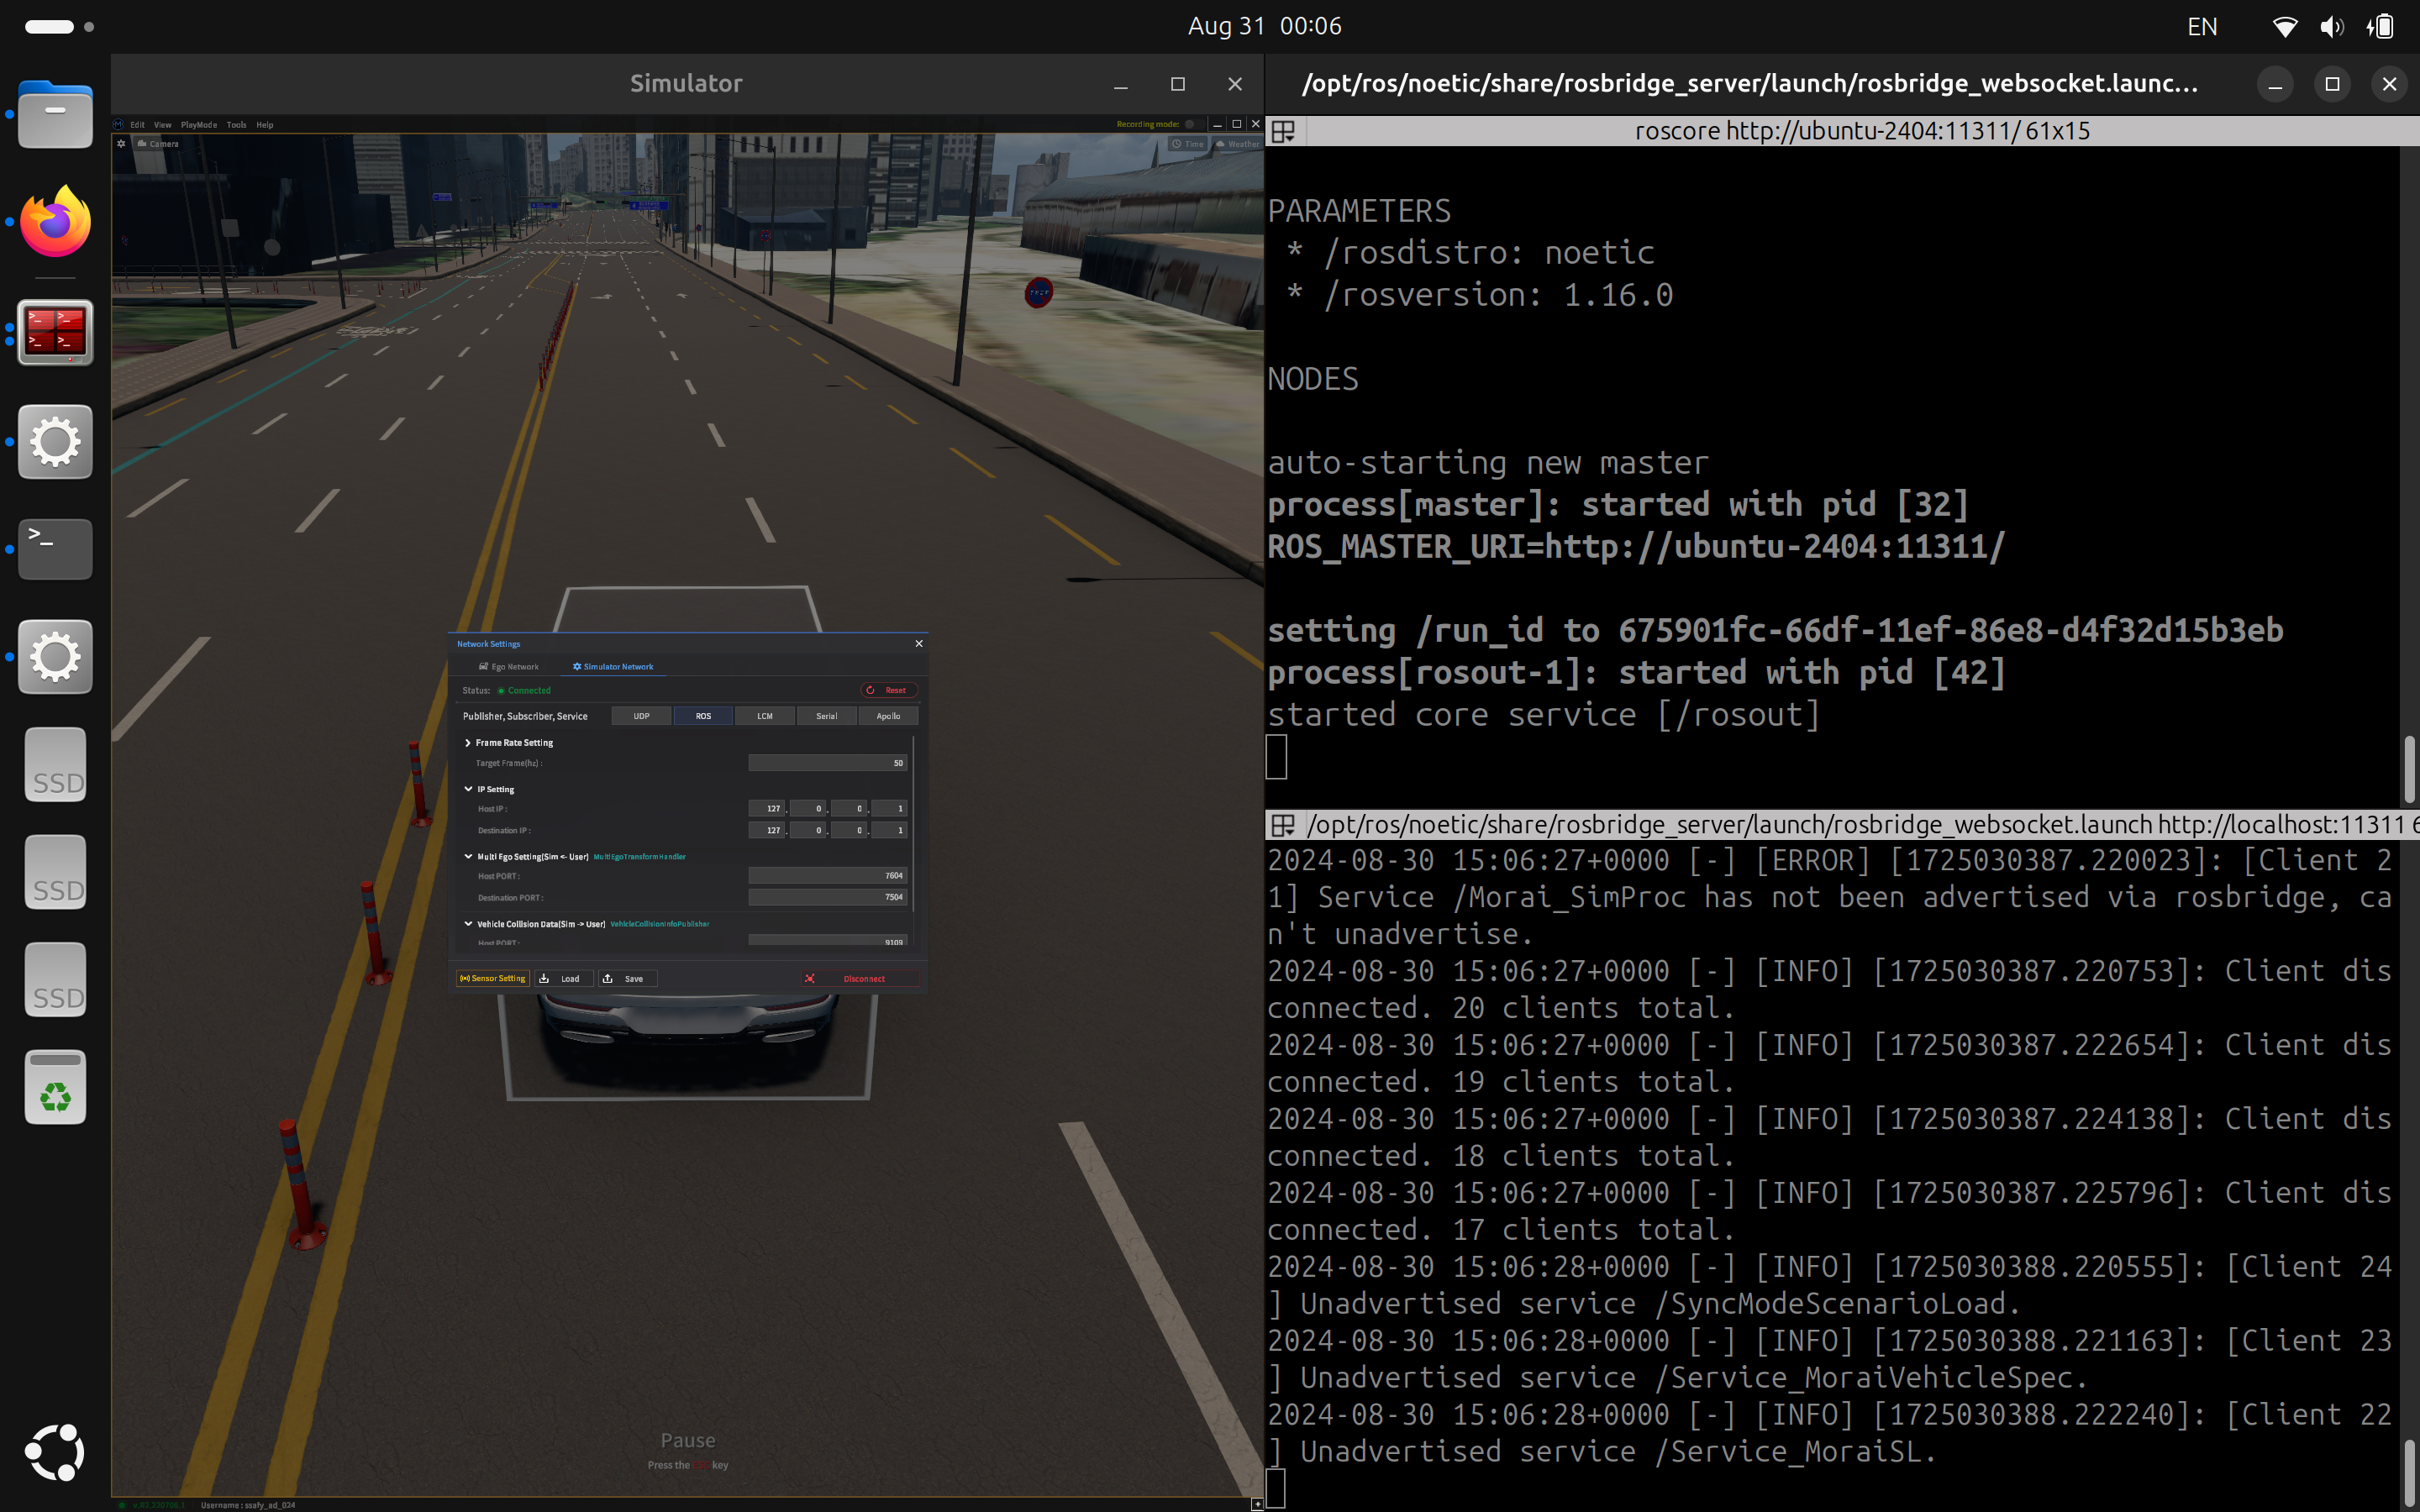 Aug 31 00:06
EN
Simulator
Edit View PlayMode Tools Help
Recording mode:
Camera
Time
Weather
Network Settings
Ego Network
Simulator Network
Status: Connected
Reset
Publisher, Subscriber, Service
UDP
ROS
LCM
Serial
Apollo
Frame Rate Setting
Target Frame(hz) :
50
IP Setting
Host IP :
127 . 0 . 0 . 1
Destination IP :
127 . 0 . 0 . 1
Multi Ego Setting(Sim <- User) MultiEgoTransformHandler
Host PORT :
7604
Destination PORT :
7504
Vehicle Collision Data(Sim -> User) VehicleCollisionInfoPublisher
Host PORT :
9103
Sensor Setting
Load
Save
Disconnect
Pause
Press the key
Username : ssafy_ad_024
>_
SSD
SSD
SSD
/opt/ros/noetic/share/rosbridge_server/launch/rosbridge_websocket.launc...
roscore http://ubuntu-2404:11311/ 61x15
PARAMETERS
* /rosdistro: noetic
* /rosversion: 1.16.0
NODES
auto-starting new master
process[master]: started with pid [32]
ROS_MASTER_URI=http://ubuntu-2404:11311/
setting /run_id to 675901fc-66df-11ef-86e8-d4f32d15b3eb
process[rosout-1]: started with pid [42]
started core service [/rosout]
/opt/ros/noetic/share/rosbridge_server/launch/rosbridge_websocket.launch http://localhost:11311 6
2024-08-30 15:06:27+0000 [-] [ERROR] [1725030387.220023]: [Client 2
1] Service /Morai_SimProc has not been advertised via rosbridge, ca
n't unadvertise.
2024-08-30 15:06:27+0000 [-] [INFO] [1725030387.220753]: Client dis
connected. 20 clients total.
2024-08-30 15:06:27+0000 [-] [INFO] [1725030387.222654]: Client dis
connected. 19 clients total.
2024-08-30 15:06:27+0000 [-] [INFO] [1725030387.224138]: Client dis
connected. 18 clients total.
2024-08-30 15:06:27+0000 [-] [INFO] [1725030387.225796]: Client dis
connected. 17 clients total.
2024-08-30 15:06:28+0000 [-] [INFO] [1725030388.220555]: [Client 24
] Unadvertised service /SyncModeScenarioLoad.
2024-08-30 15:06:28+0000 [-] [INFO] [1725030388.221163]: [Client 23
] Unadvertised service /Service_MoraiVehicleSpec.
2024-08-30 15:06:28+0000 [-] [INFO] [1725030388.222240]: [Client 22
] Unadvertised service /Service_MoraiSL.